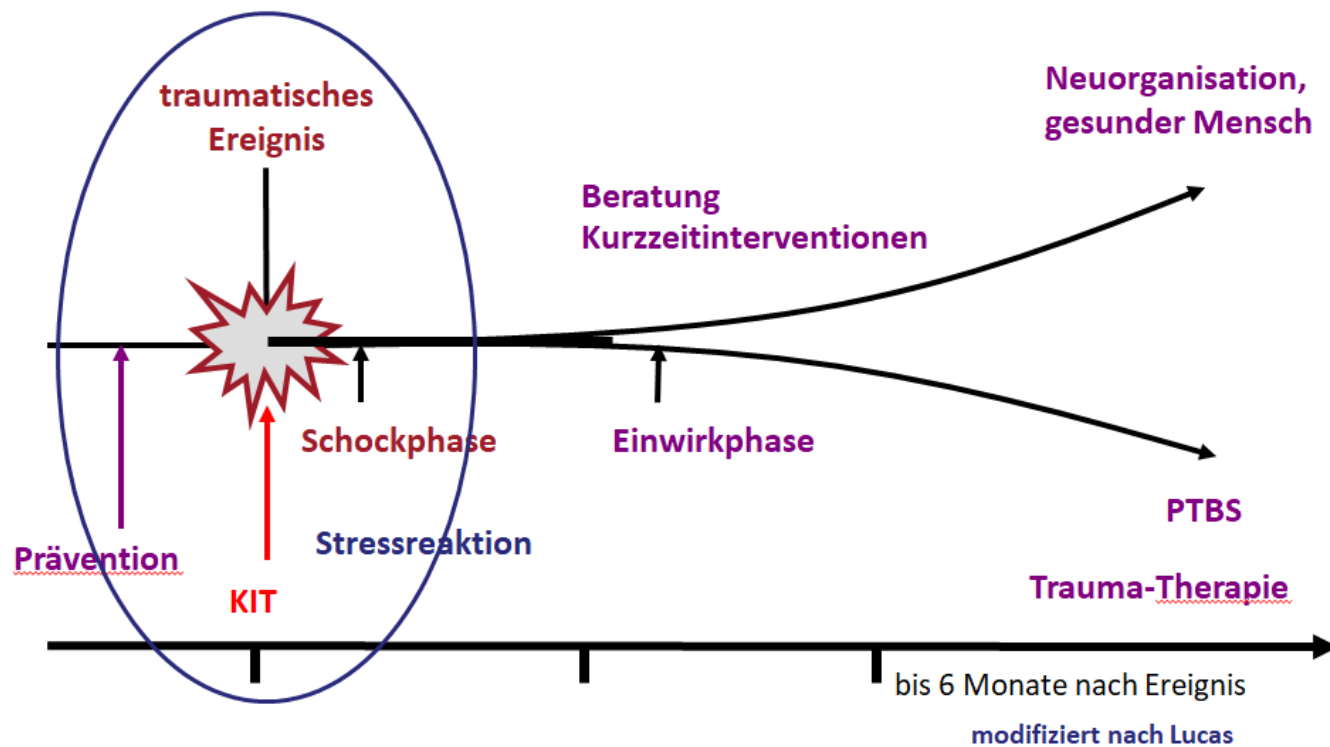 traumatisches
Ereignis
Neuorganisation,
gesunder Mensch
Beratung
Kurzzeitinterventionen
Schockphase
Einwirkphase
PTBS
Stressreaktion
Prävention
KIT
Trauma-Therapie
bis 6 Monate nach Ereignis
modifiziert nach Lucas